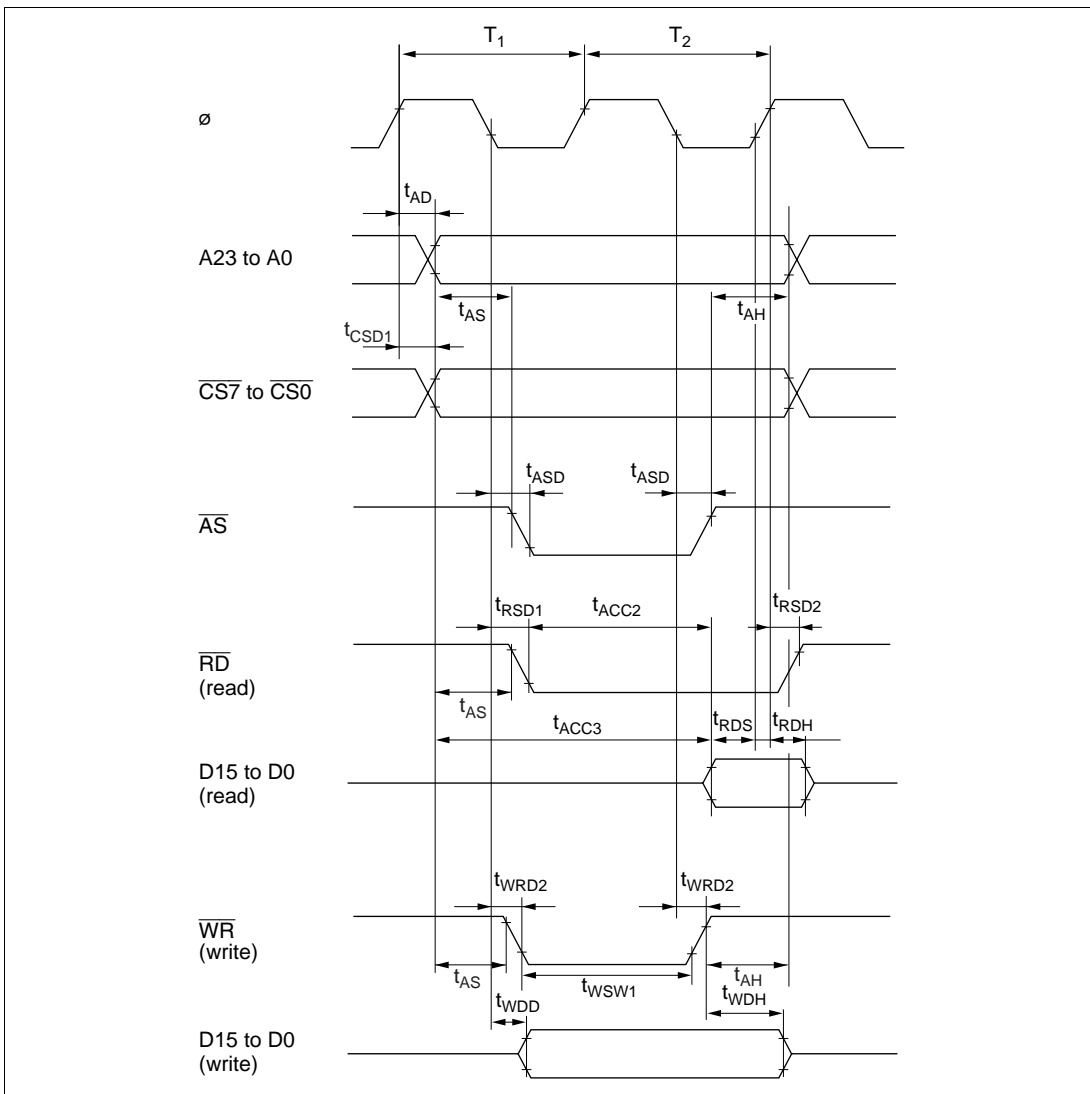 T1 T2
ø
tAD
A23 to A0
tAS tAH
tCSD1
CS7 to CS0
tASD tASD
AS
tRSD1 tACC2 tRSD2
RD
(read)
tAS
tACC3 tRDS tRDH
D15 to D0
(read)
tWRD2 tWRD2
WR
(write)
tAS tWSW1 tAH
tWDD tWDH
D15 to D0
(write)